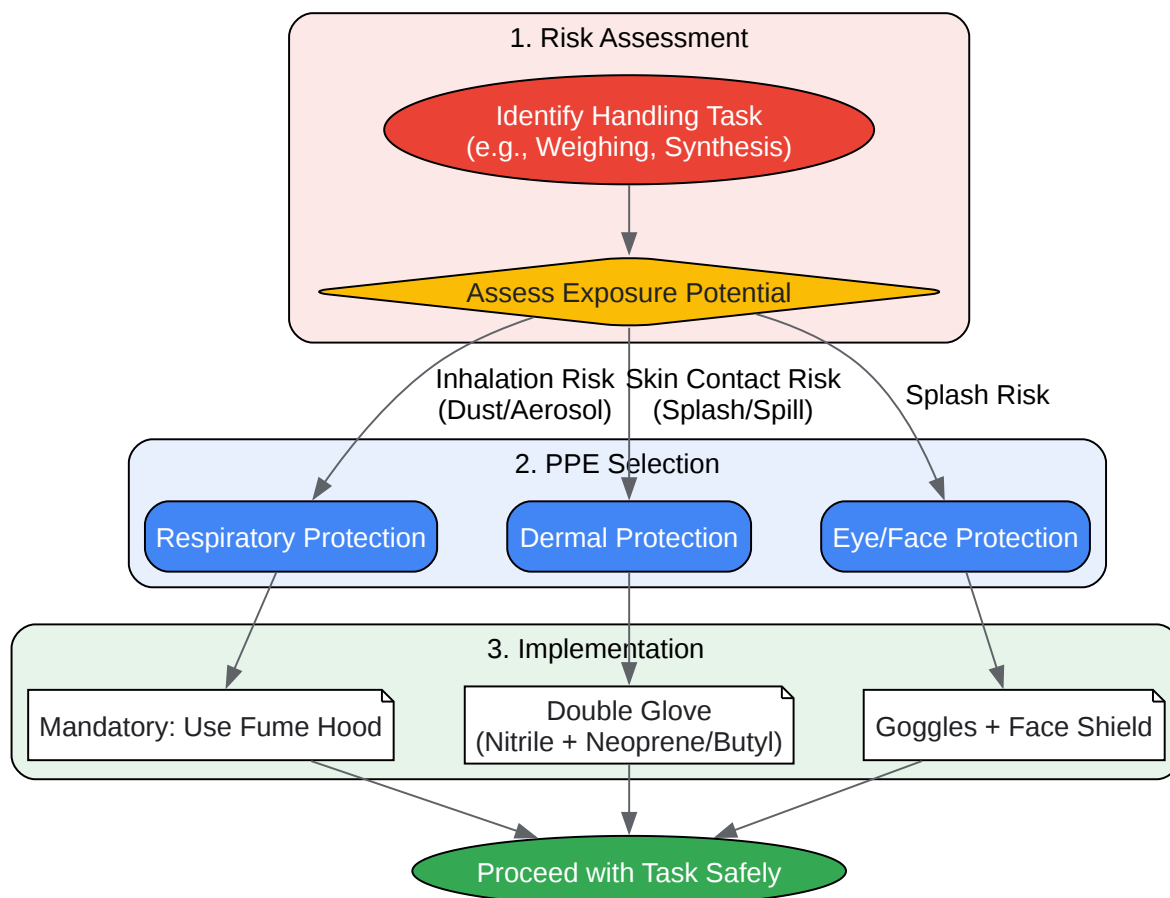 1. Risk Assessment
Identify Handling Task
(e.g., Weighing, Synthesis)
Assess Exposure Potential
Inhalation Risk
(Dust/Aerosol)
Skin Contact Risk
(Splash/Spill)
Splash Risk
2. PPE Selection
Respiratory Protection
Dermal Protection
Eye/Face Protection
3. Implementation
Mandatory: Use Fume Hood
Double Glove
(Nitrile + Neoprene/Butyl)
Goggles + Face Shield
Proceed with Task Safely